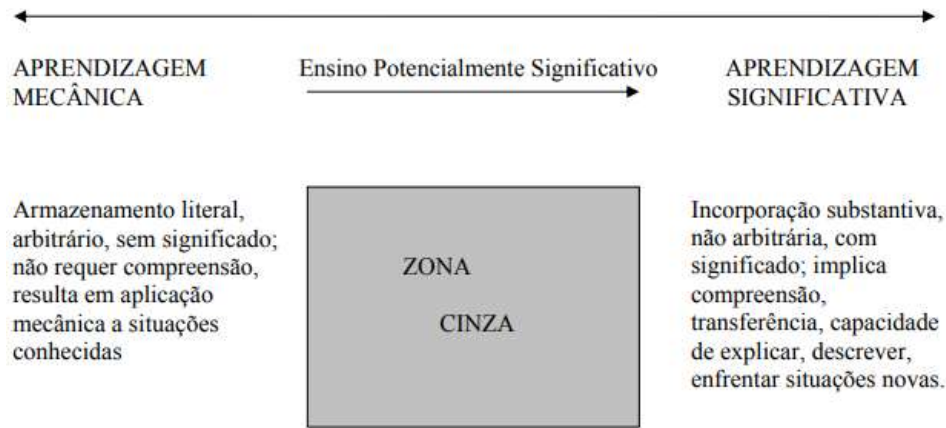 APRENDIZAGEM
MECÂNICA
Ensino Potencialmente Significativo
APRENDIZAGEM
SIGNIFICATIVA
Armazenamento literal,
arbitrário, sem significado;
não requer compreensão,
resulta em aplicação
mecânica a situações
conhecidas
ZONA
CINZA
Incorporação substantiva,
não arbitrária, com
significado; implica
compreensão,
transferência, capacidade
de explicar, descrever,
enfrentar situações novas.